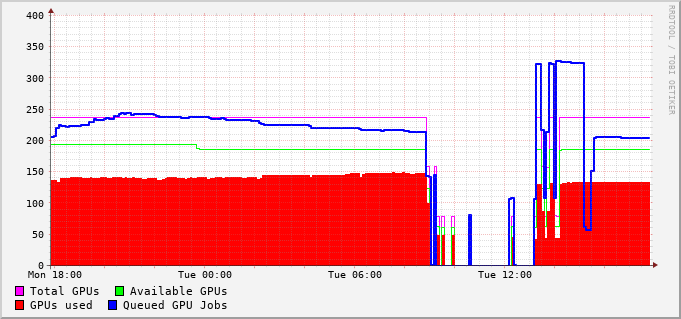 400
350
300
250
200
150
100
50
0
Mon 18:00 Tue 00:00 Tue 06:00 Tue 12:00
Total GPUs Available GPUs
GPUs used Queued GPU Jobs
RRDTOOL / TOBI OETIKER